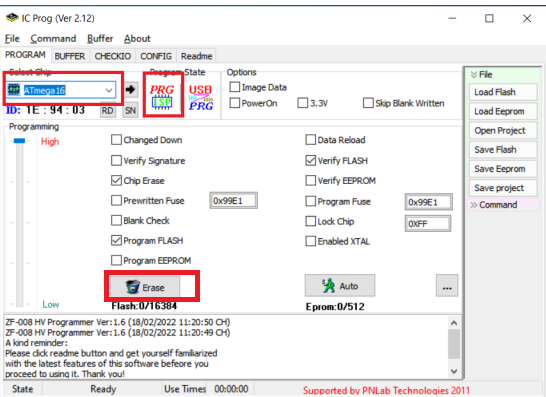 IC Prog (Ver 2.12)
File Command Buffer About
PROGRAM BUFFER CHECKIO CONFIG Readme
Select Chip Program State Options
ATmega16
PRG USB
ISP PRG
ID: 1E : 94 : 03 RD SN
Image Data
PowerOn 3.3V Skip Blank Written
Programming
High
Changed Down Data Reload
Verify Signature Verify FLASH
Chip Erase Verify EEPROM
Prewritten Fuse 0x99E1 Program Fuse 0x99E1
Blank Check Lock Chip 0XFF
Program FLASH Enabled XTAL
Program EEPROM
Erase Auto ...
Low Flash:0/16384 Eprom:0/512
File
Load Flash
Load Eeprom
Open Project
Save Flash
Save Eeprom
Save project
Command
ZF-008 HV Programmer Ver:1.6 (18/02/2022 11:20:50 CH)
ZF-008 HV Programmer Ver:1.6 (18/02/2022 11:20:49 CH)
A kind reminder:
Please click readme button and get yourself familiarized
with the latest features of this software befeore you
proceed to using it. Thank you!
State Ready Use Times 00:00:00 Supported by PNLab Technologies 2011